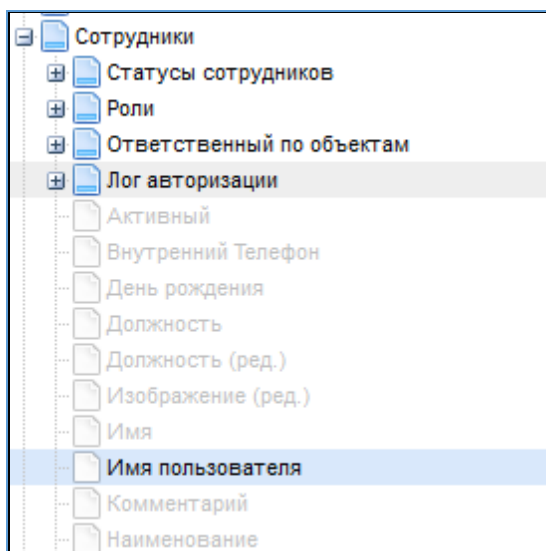 Сотрудники
Статусы сотрудников
Роли
Ответственный по объектам
Лог авторизации
Активный
Внутренний Телефон
День рождения
Должность
Должность (ред.)
Изображение (ред.)
Имя
Имя пользователя
Комментарий
Наименование